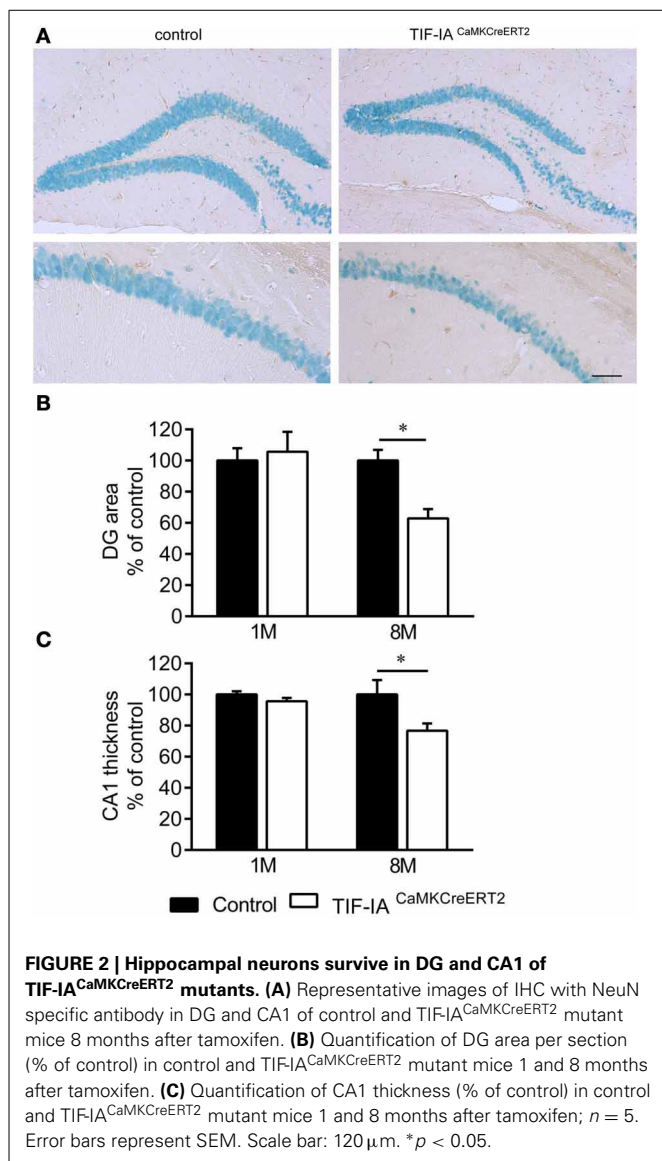 A
control TIF-IA CaMKCreERT2
B
120
100
80
60
40
20
0
DG area
% of control
*
1M 8M
C
120
100
80
60
40
20
0
CA1 thickness
% of control
*
1M 8M
Control TIF-IA CaMKCreERT2
FIGURE 2 | Hippocampal neurons survive in DG and CA1 of
TIF-IACaMKCreERT2 mutants. (A) Representative images of IHC with NeuN
specific antibody in DG and CA1 of control and TIF-IACaMKCreERT2 mutant
mice 8 months after tamoxifen. (B) Quantification of DG area per section
(% of control) in control and TIF-IACaMKCreERT2 mutant mice 1 and 8 months
after tamoxifen. (C) Quantification of CA1 thickness (% of control) in control
and TIF-IACaMKCreERT2 mutant mice 1 and 8 months after tamoxifen; n = 5.
Error bars represent SEM. Scale bar: 120 μm. *p < 0.05.